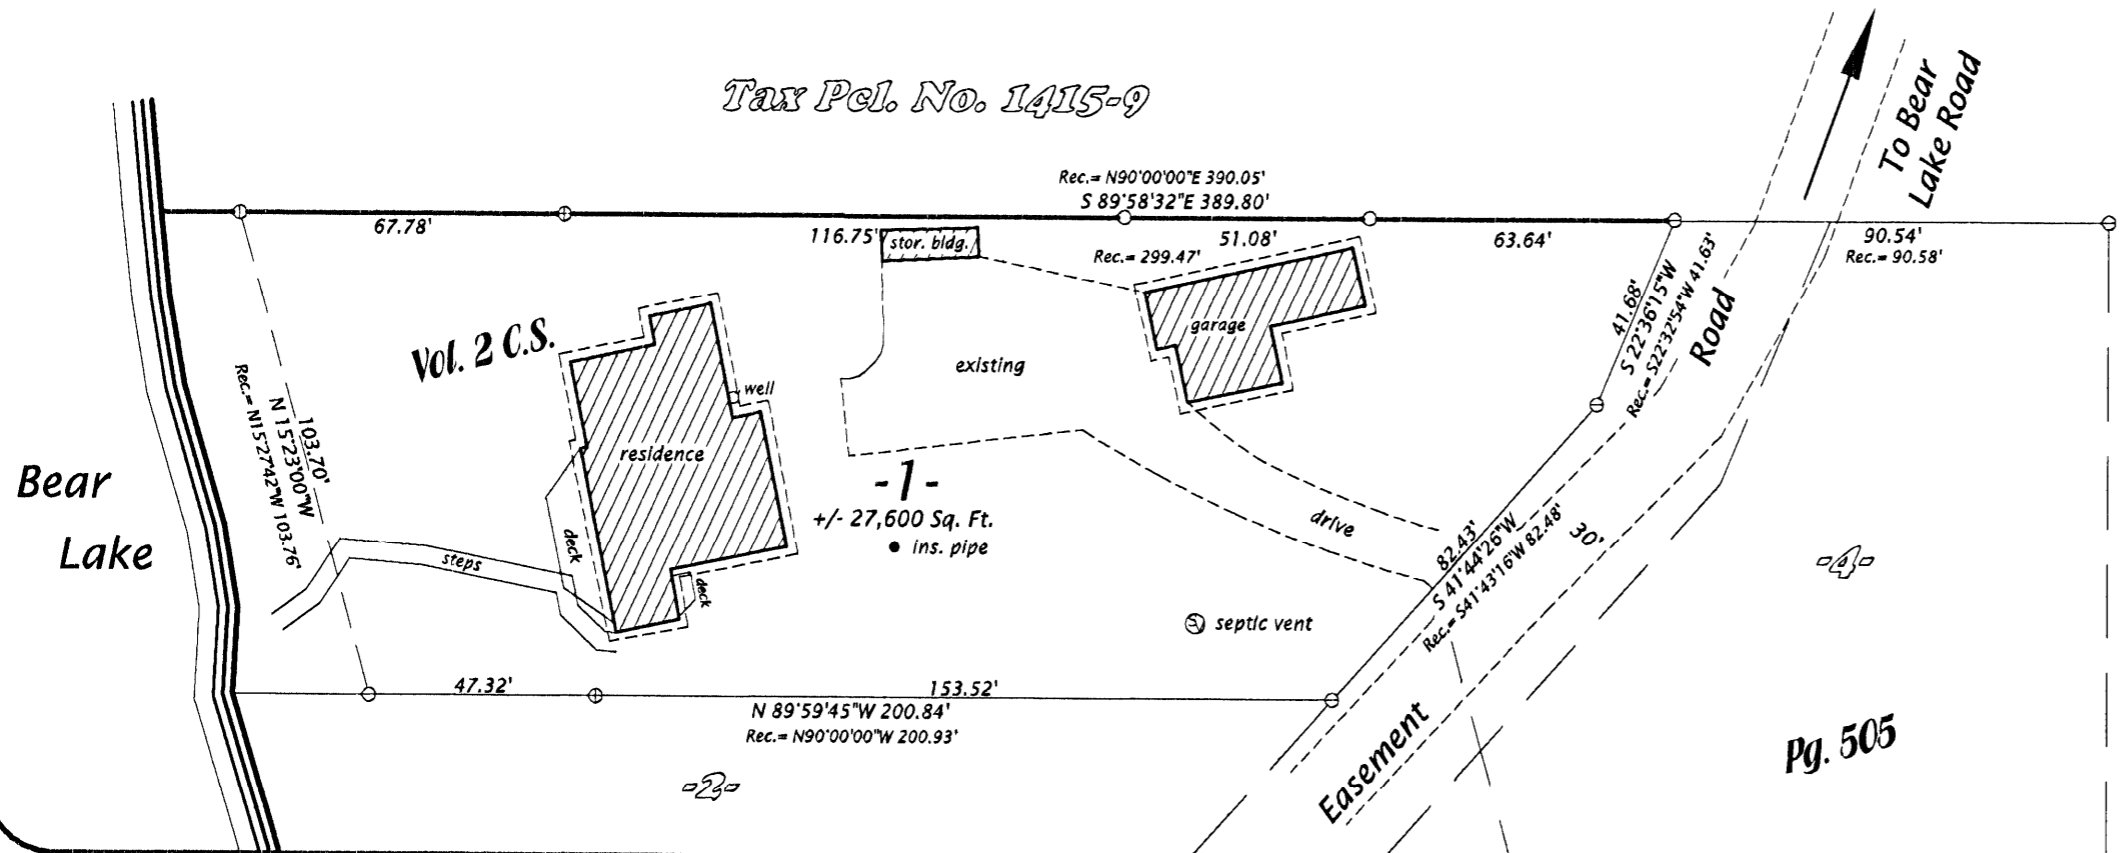 Tax Pcl. No. 1415-9
To Bear
Lake Road
Rec.= N90°00'00"E 390.05'
S 89°58'32"E 389.80'
67.78'
116.75'
stor. bldg.
51.08'
Rec.= 299.47'
63.64'
90.54'
Rec.= 90.58'
41.68'
S 22°36'15"W
Rec.= S22°32'54"W 41.63'
Road
garage
Vol. 2 C.S.
existing
well
103.70'
N 15°23'00"W
Rec.= N15°27'42"W 103.76'
residence
Bear
Lake
-1-
+/- 27,600 Sq. Ft.
ins. pipe
steps
deck
deck
drive
82.43'
S 41°44'26"W
Rec.= S41°43'16"W 82.48'
30'
-4-
S
septic vent
47.32'
153.52'
N 89°59'45"W 200.84'
Rec.= N90°00'00"W 200.93'
-2-
Easement
Pg. 505